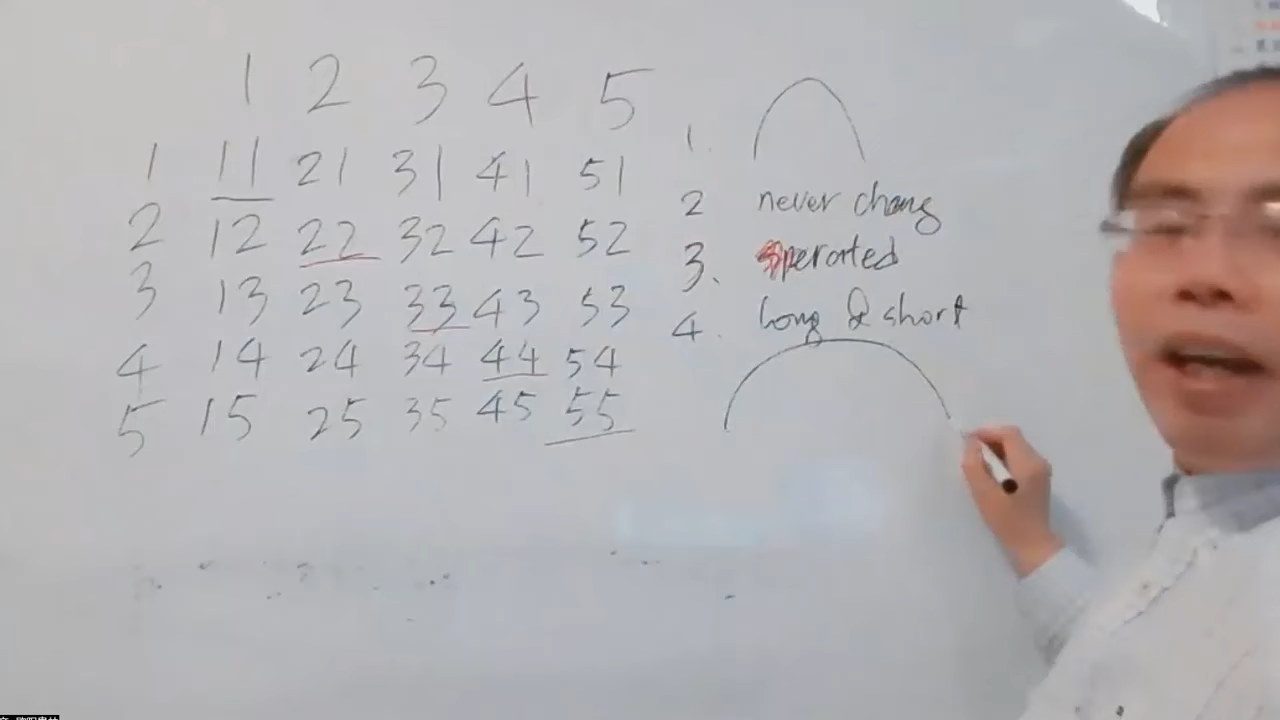 1 2 3 4 5
1 11 21 31 41 51
2 12 22 32 42 52
3 13 23 33 43 53
4 14 24 34 44 54
5 15 25 35 45 55
1.
2 never chang
3. sperated
4. long & short